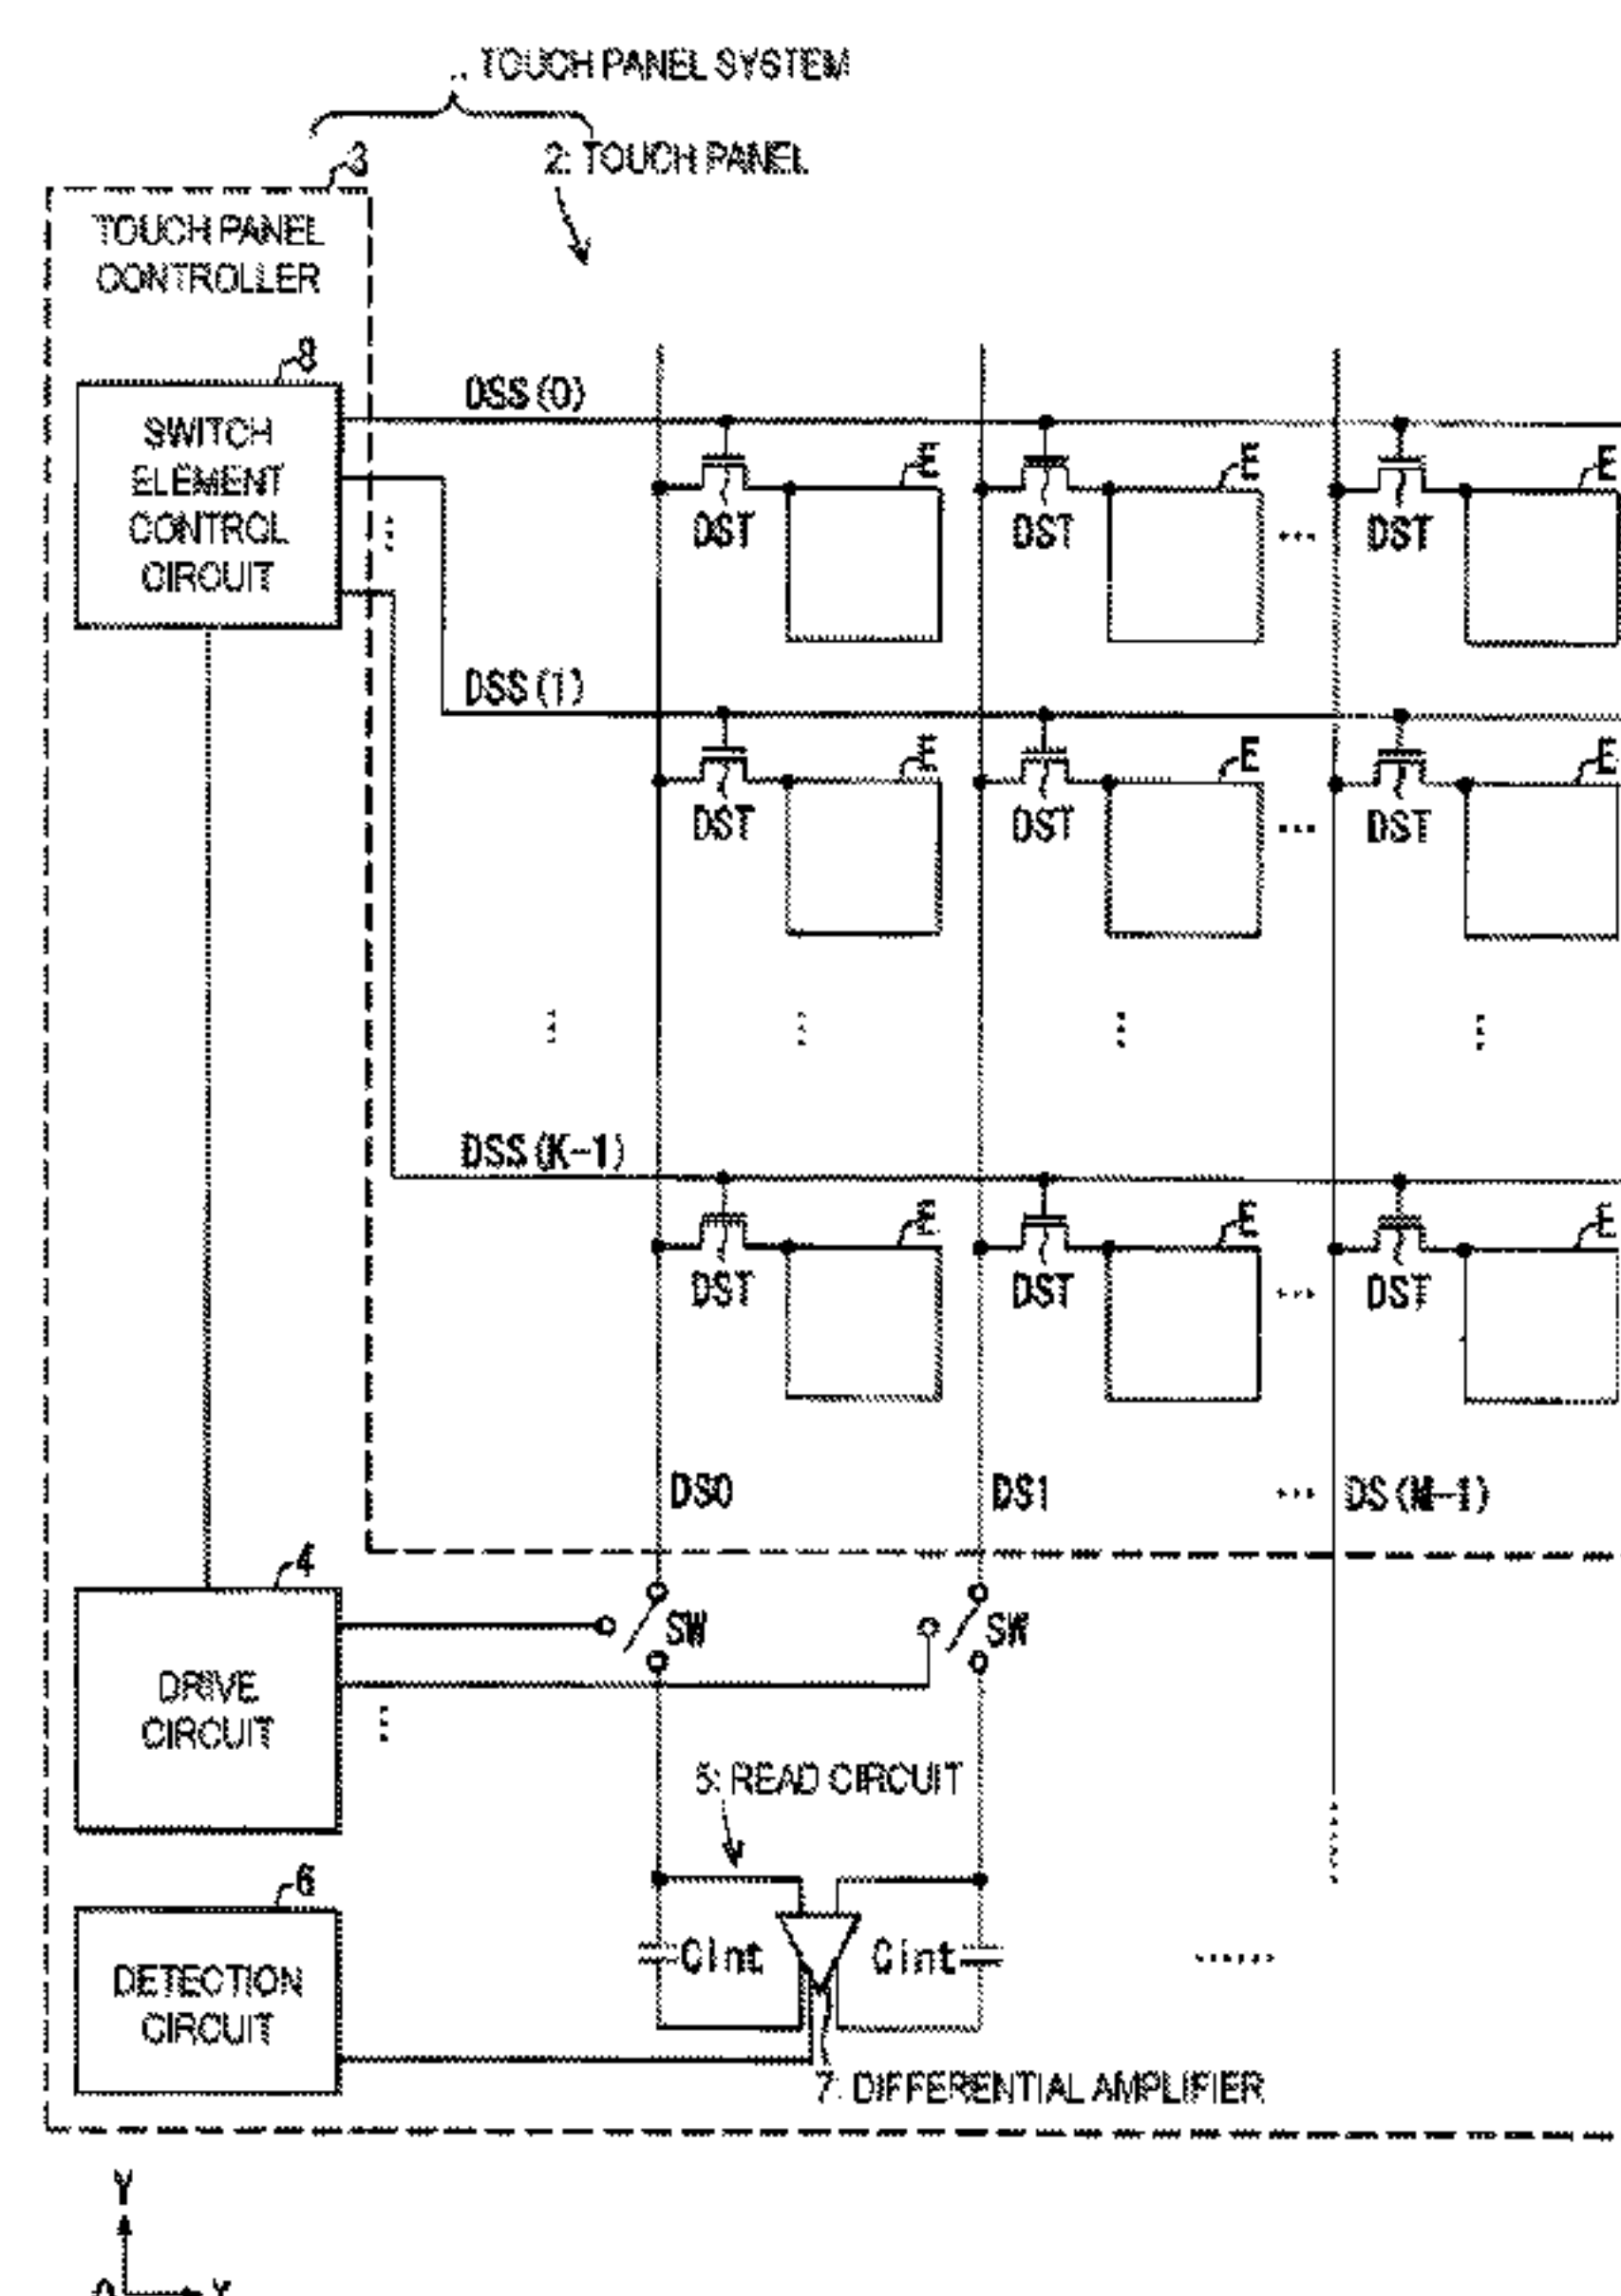 TOUCH PANEL SYSTEM
2: TOUCH PANEL
3
TOUCH PANEL
CONTROLLER
8
SWITCH
ELEMENT
CONTROL
CIRCUIT
DSS(0)
E E E
DST DST ... DST
DSS(1)
E E E
DST DST ... DST
DSS(K-1)
E E E
DST DST ... DST
DS0 DS1 ... DS(M-1)
4
SW SW
DRIVE
CIRCUIT
5: READ CIRCUIT
6
Cint Cint ......
DETECTION
CIRCUIT
7: DIFFERENTIAL AMPLIFIER
Y
O X